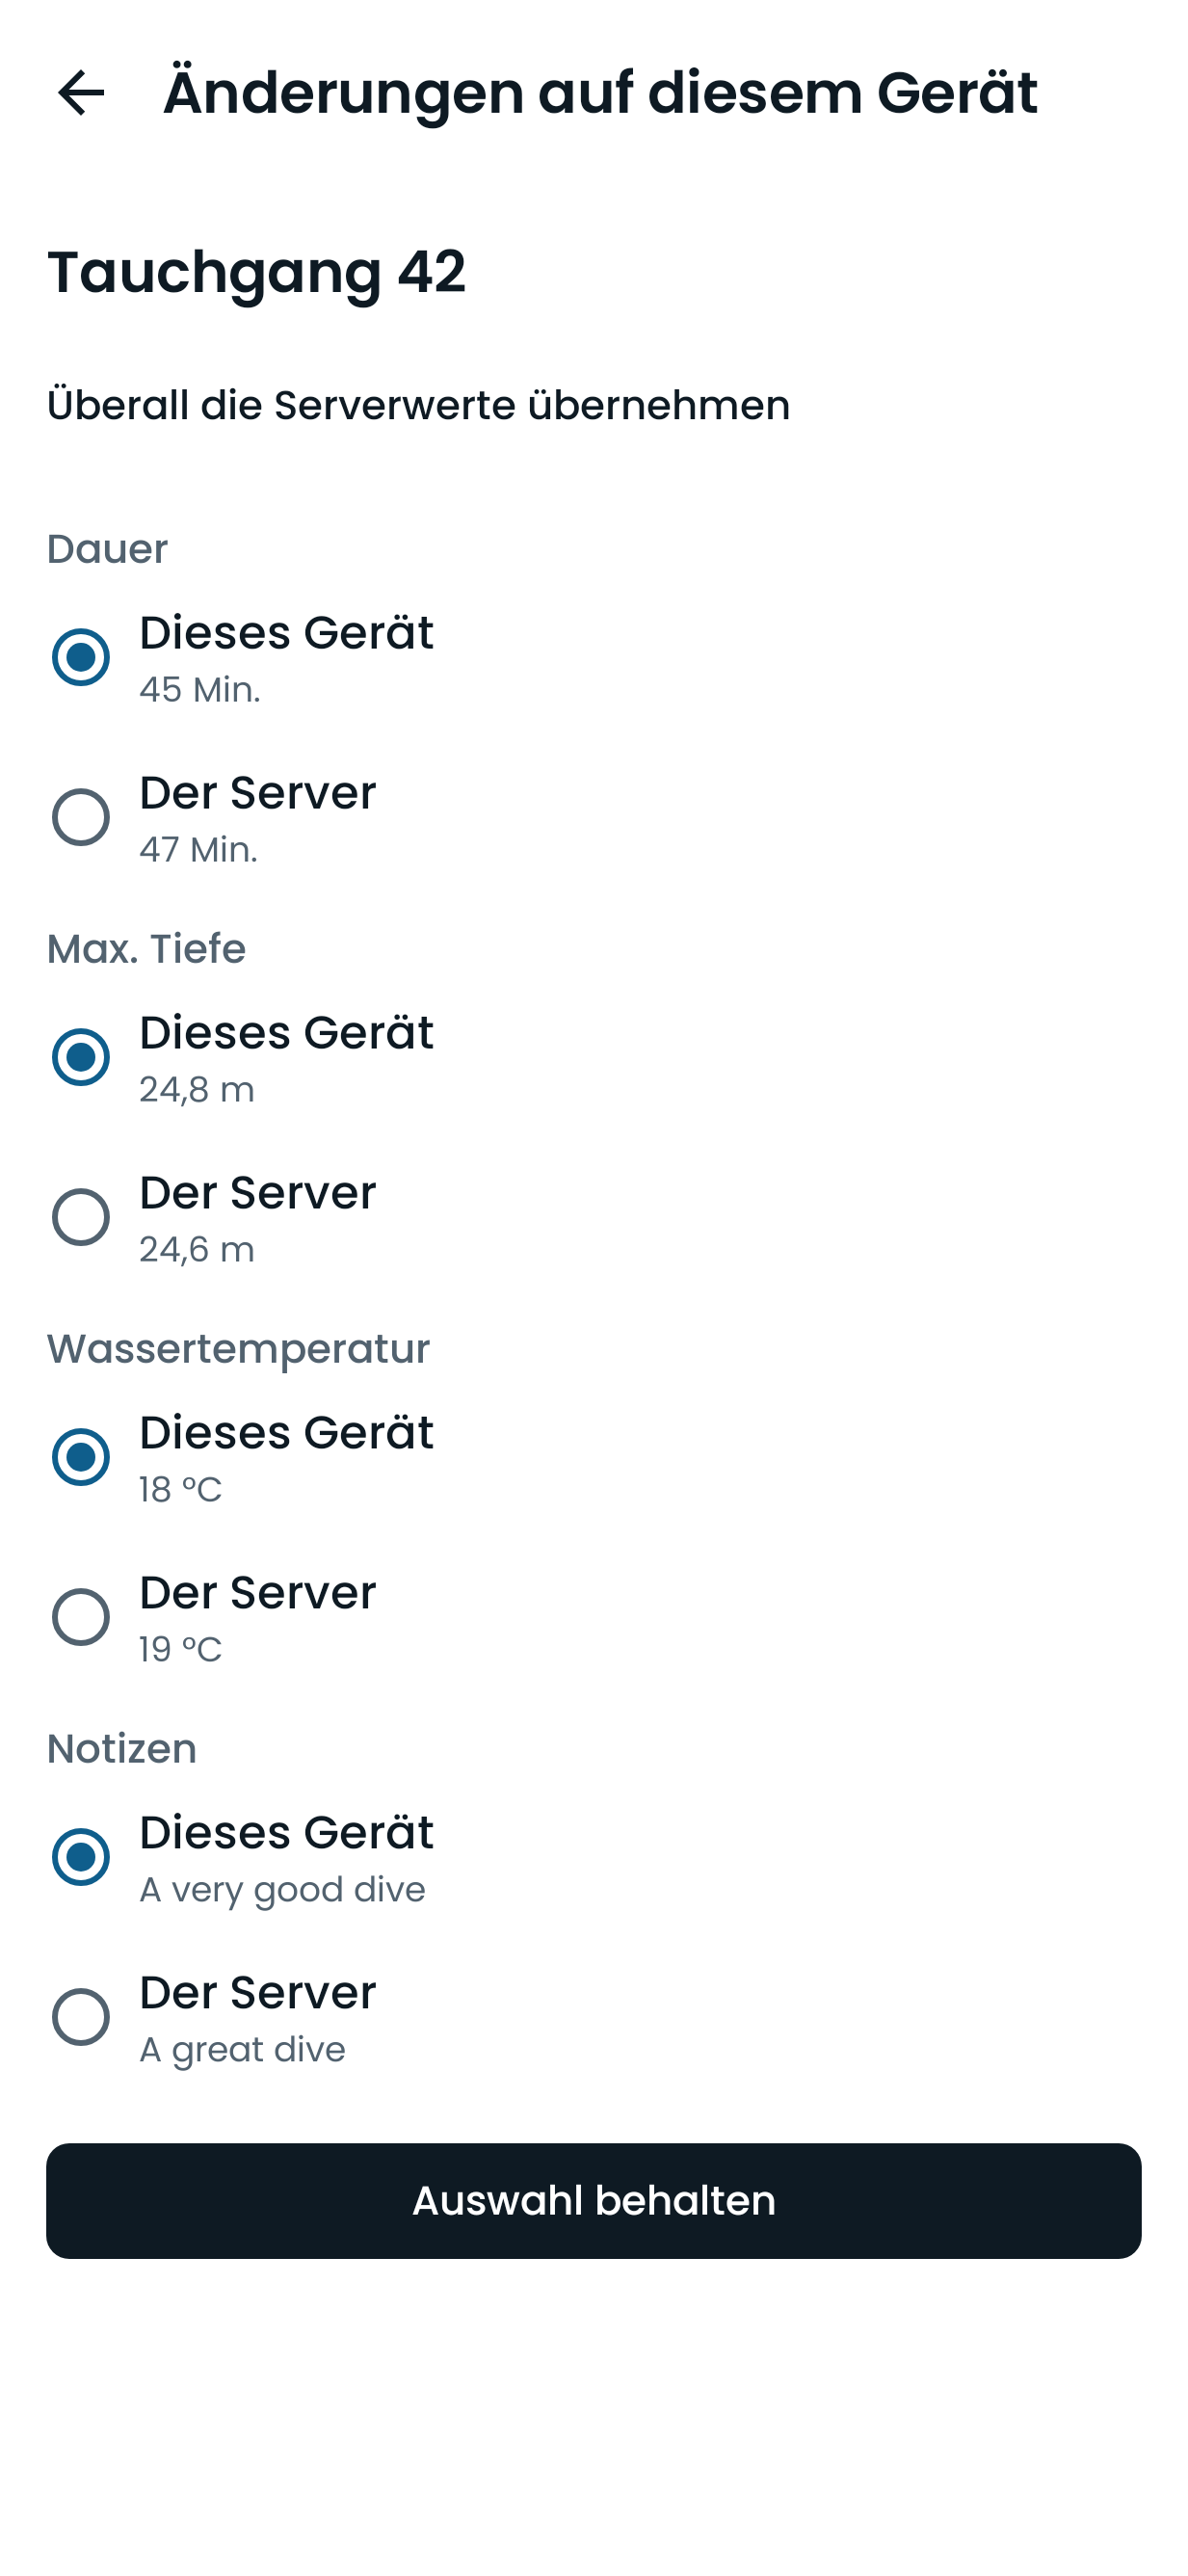 Änderungen auf diesem Gerät
Tauchgang 42
Überall die Serverwerte übernehmen
Dauer
Dieses Gerät
45 Min.
Der Server
47 Min.
Max. Tiefe
Dieses Gerät
24,8 m
Der Server
24,6 m
Wassertemperatur
Dieses Gerät
18 °C
Der Server
19 °C
Notizen
Dieses Gerät
A very good dive
Der Server
A great dive
Auswahl behalten